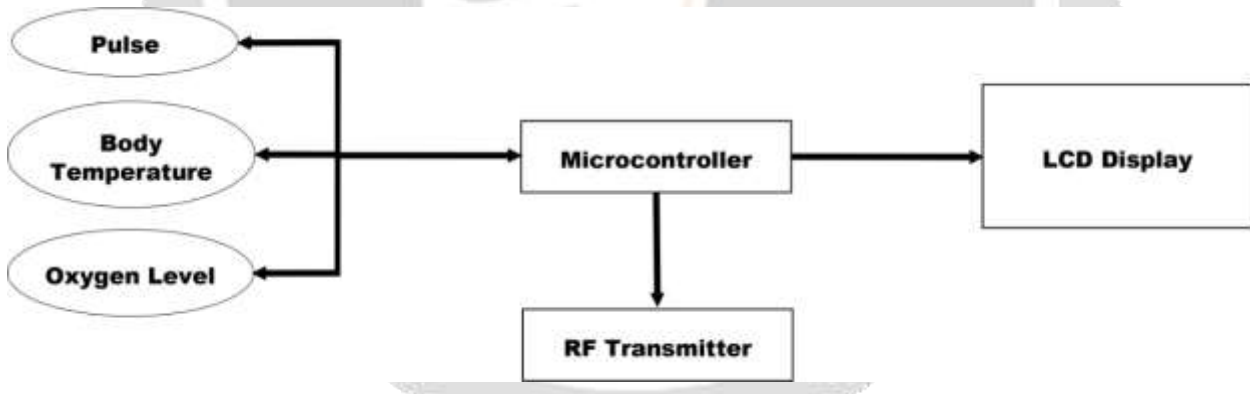 Pulse
Body
Temperature
Oxygen Level
Microcontroller
LCD Display
RF Transmitter